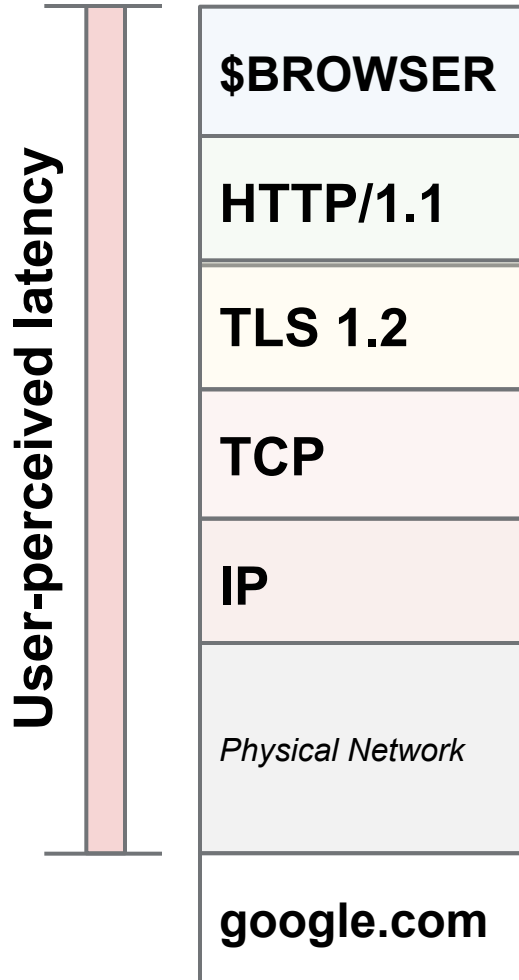 User-perceived latency
$BROWSER
HTTP/1.1
TLS 1.2
TCP
IP
Physical Network
google.com